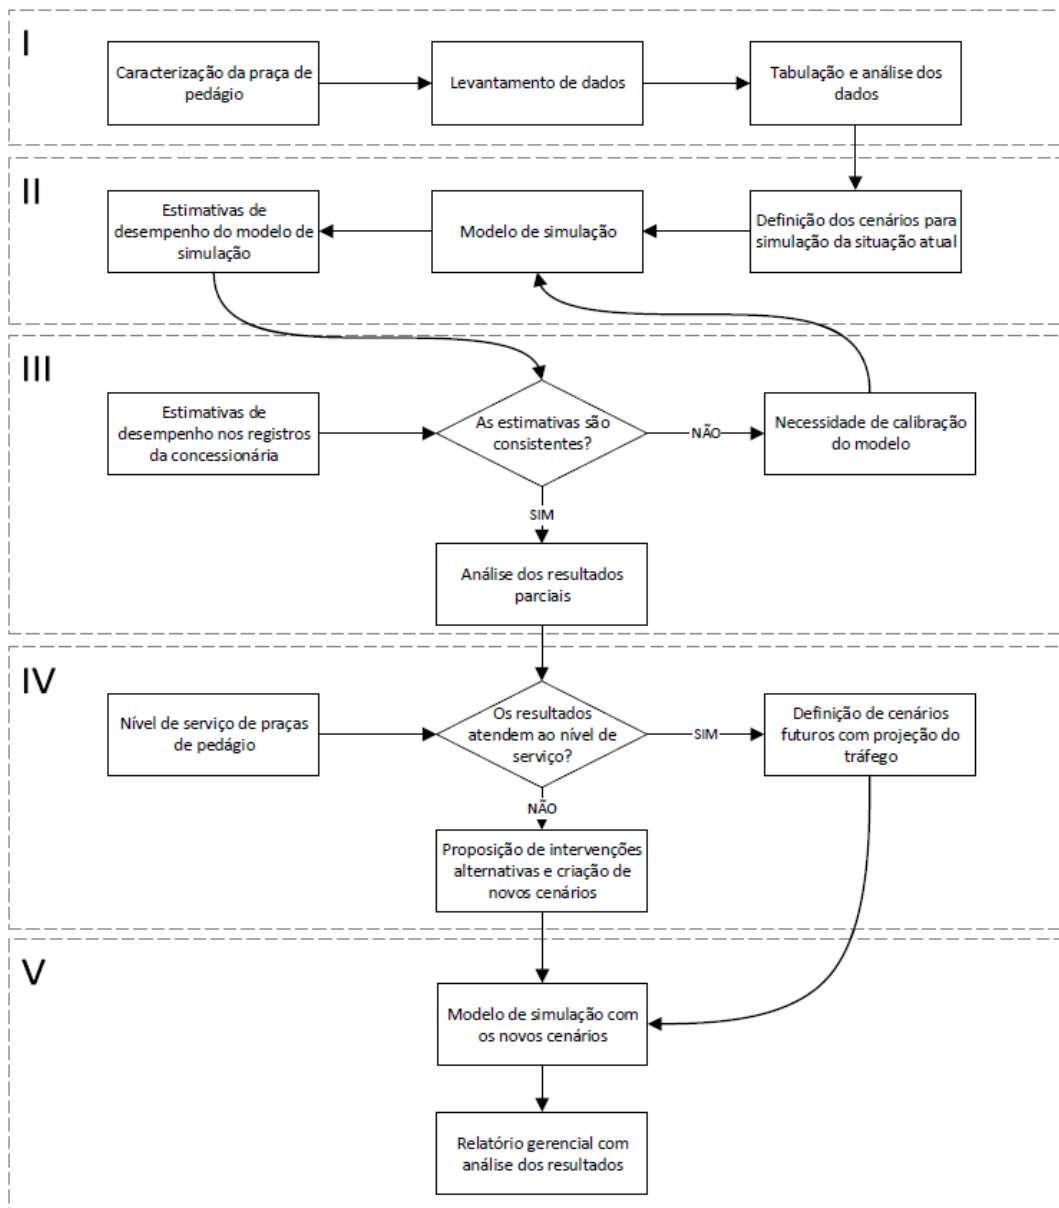 I
Caracterização da praça de
pedágio
Levantamento de dados
Tabulação e análise dos
dados
II
Estimativas de
desempenho do modelo de
simulação
Modelo de simulação
Definição dos cenários para
simulação da situação atual
III
Estimativas de
desempenho nos registros
da concessionária
As estimativas são
consistentes?
NÃO
Necessidade de calibração
do modelo
SIM
Análise dos resultados
parciais
IV
Nível de serviço de praças
de pedágio
Os resultados
atendem ao nível de
serviço?
SIM
Definição de cenários
futuros com projeção do
tráfego
NÃO
Proposição de intervenções
alternativas e criação de
novos cenários
V
Modelo de simulação com
os novos cenários
Relatório gerencial com
análise dos resultados